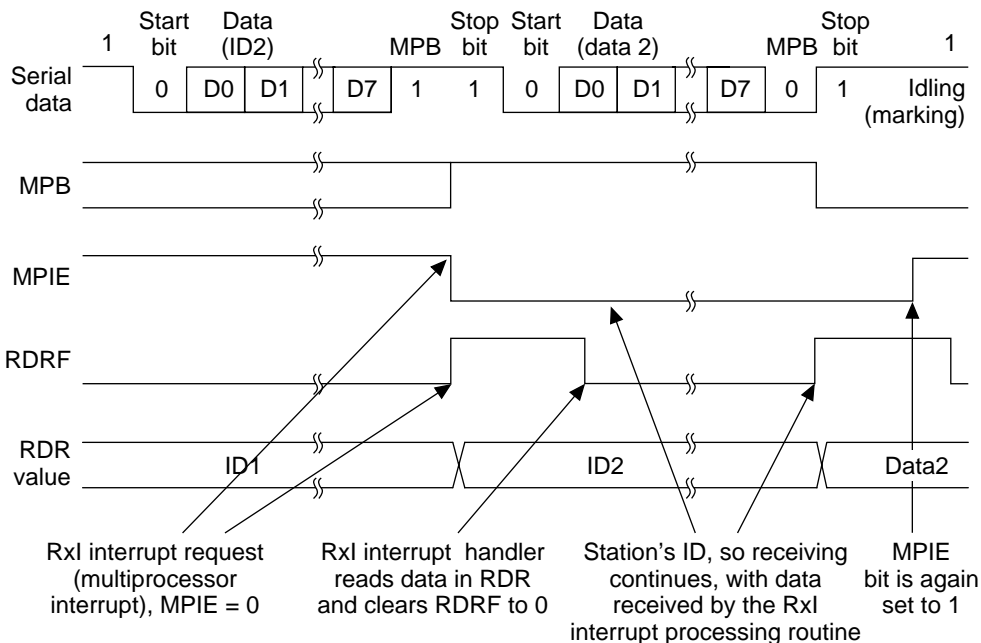 1 Start bit Data (ID2) MPB Stop bit Start bit Data (data 2) MPB Stop bit 1
Serial data 0 D0 D1 D7 1 1 0 D0 D1 D7 0 1 Idling (marking)
MPB
MPIE
RDRF
RDR value ID1 ID2 Data2
RxI interrupt request
(multiprocessor
interrupt), MPIE = 0
RxI interrupt handler
reads data in RDR
and clears RDRF to 0
Station's ID, so receiving
continues, with data
received by the RxI
interrupt processing routine
MPIE
bit is again
set to 1